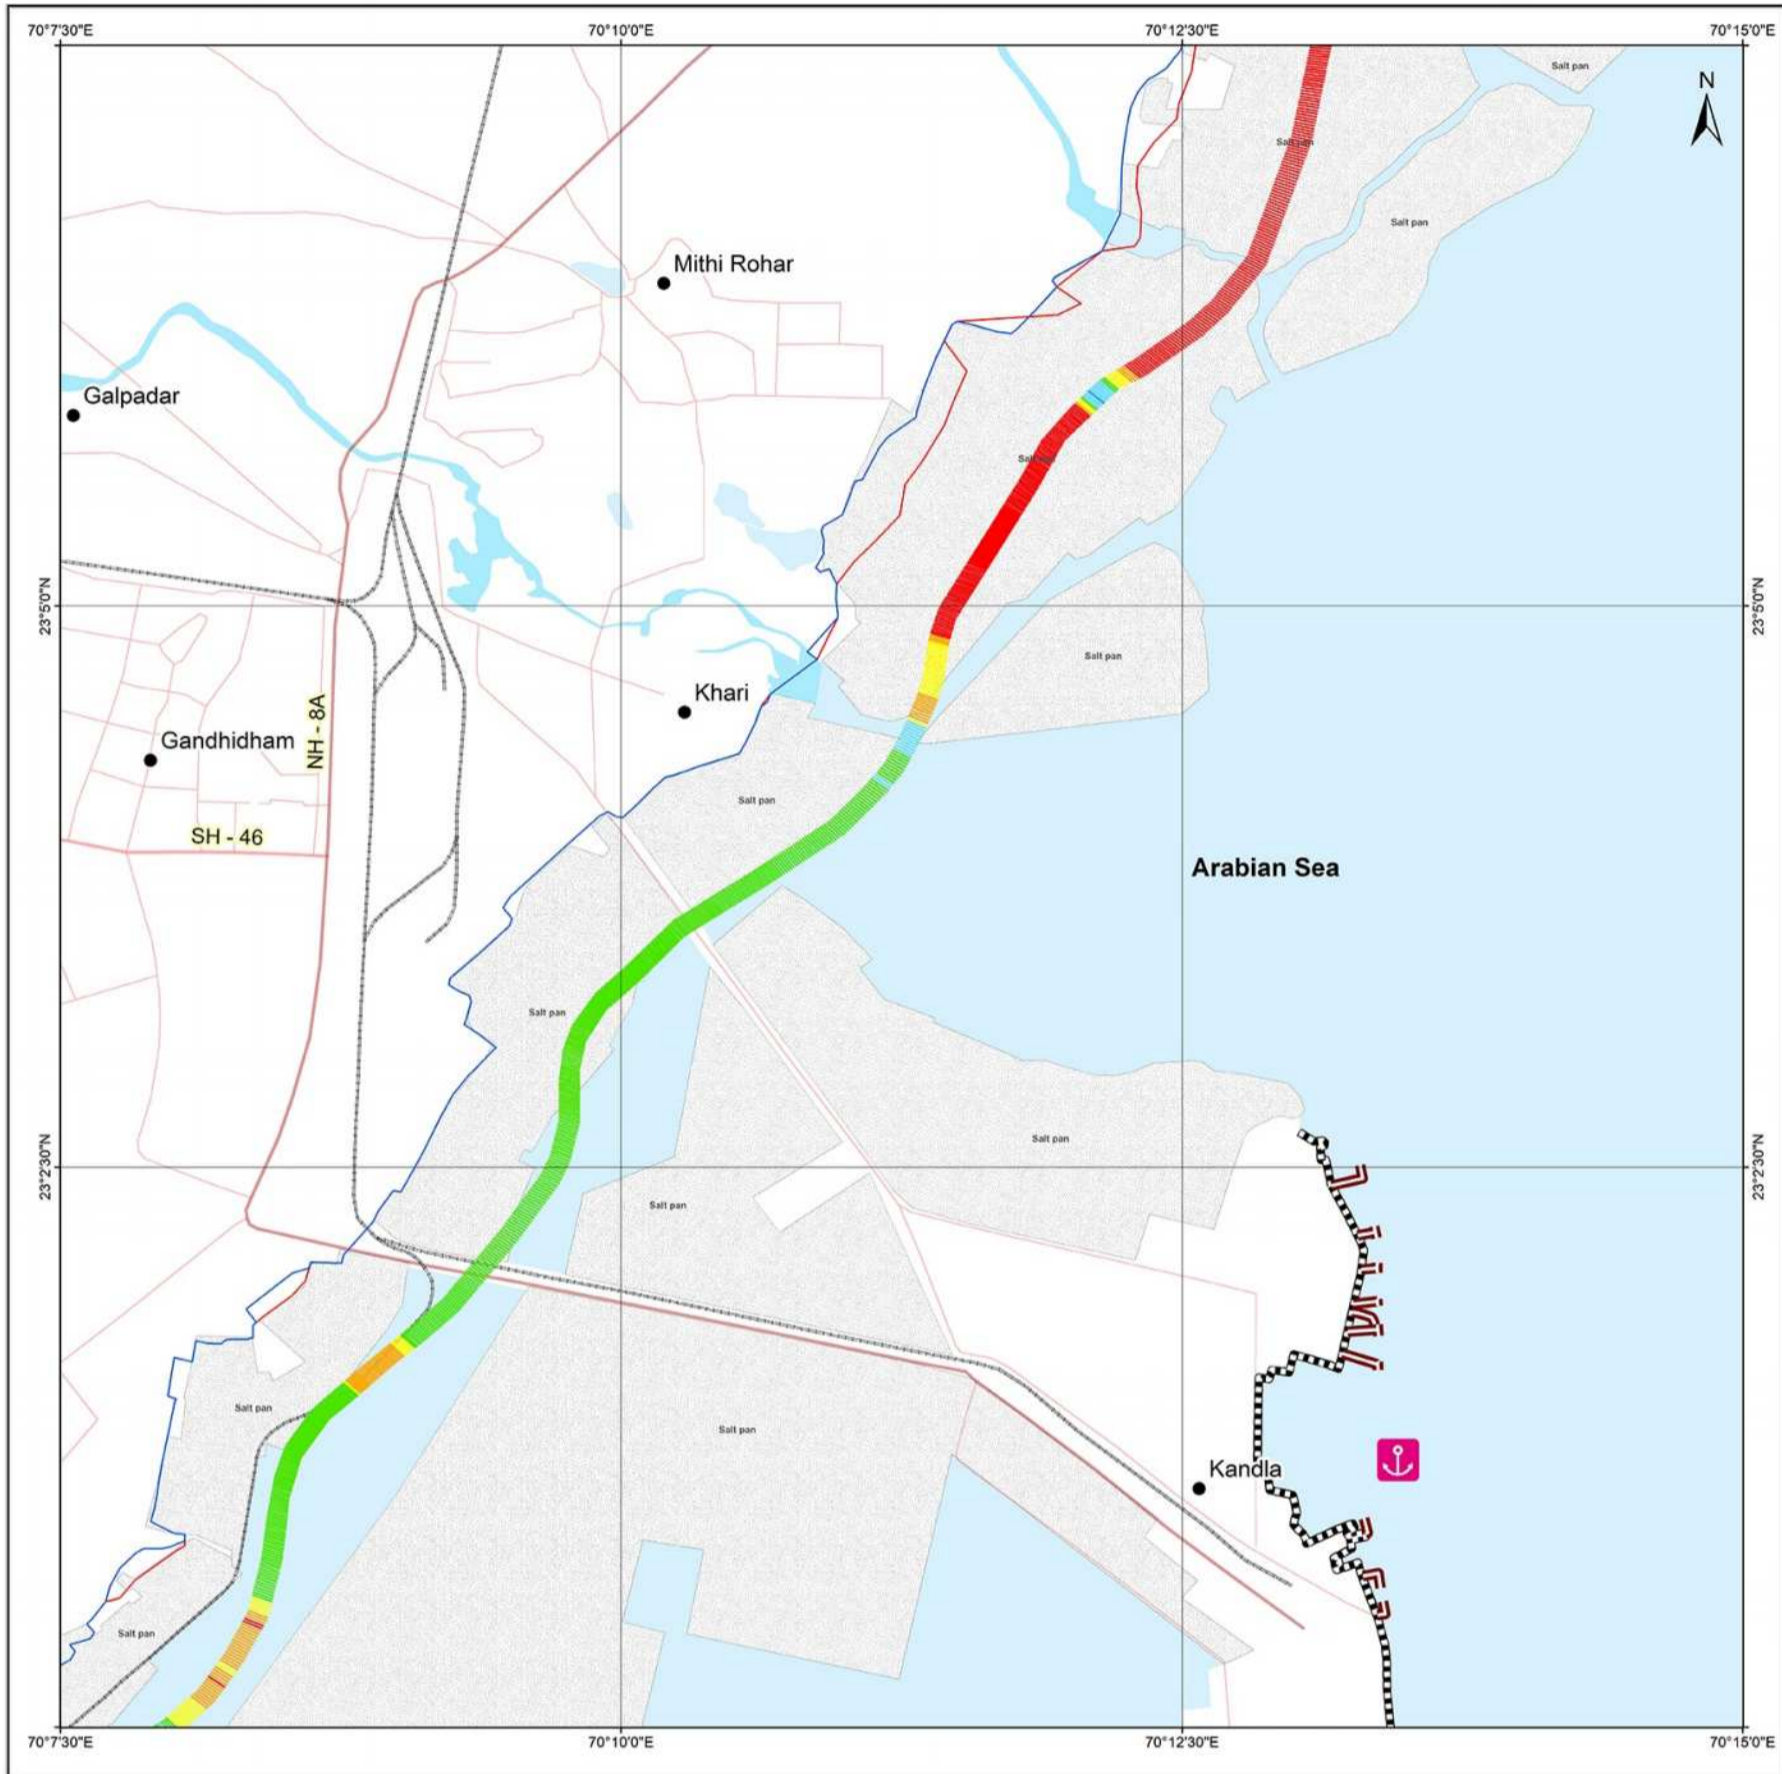 70°7'30"E
70°10'0"E
70°12'30"E
70°15'0"E
Salt pan
N
Salt pan
Salt pan
Mithi Rohar
Galpadar
Salt pan
23°5'0"N
23°5'0"N
Salt pan
Khari
NH - 8A
Gandhidham
Salt pan
SH - 46
Arabian Sea
Salt pan
Salt pan
23°2'30"N
23°2'30"N
Salt pan
Salt pan
Salt pan
Kandla
Salt pan
70°7'30"E
70°10'0"E
70°12'30"E
70°15'0"E